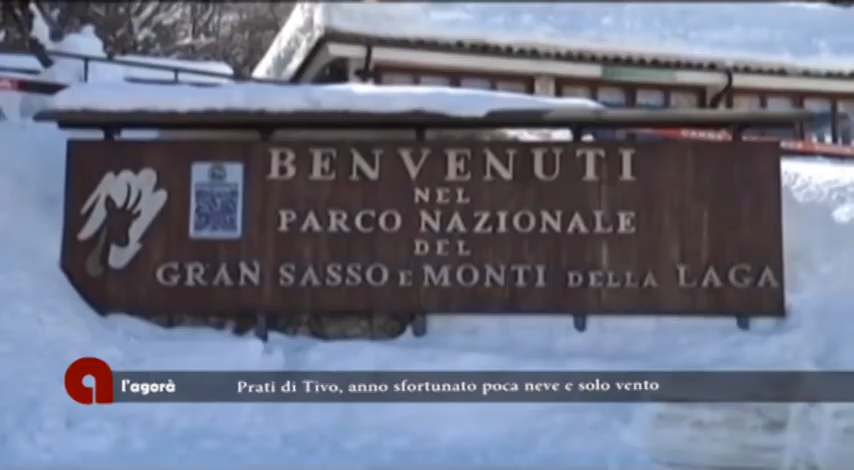 BENVENUTI
NEL
PARCO NAZIONALE
DEL
GRAN SASSO E MONTI DELLA LAGA
l'agorà
Prati di Tivo, anno sfortunato poca neve e solo vento